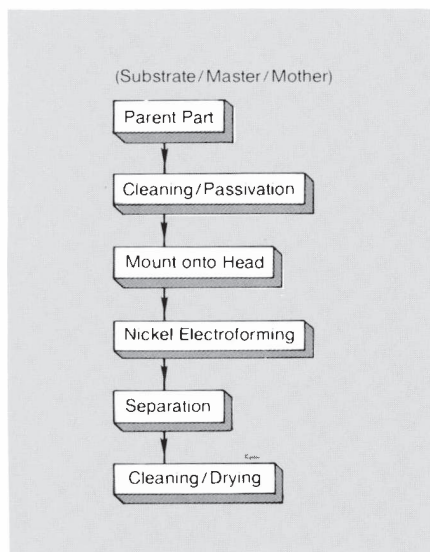 (Substrate/Master/Mother)
Parent Part
Cleaning/Passivation
Mount onto Head
Nickel Electroforming
Separation
Cleaning/Drying